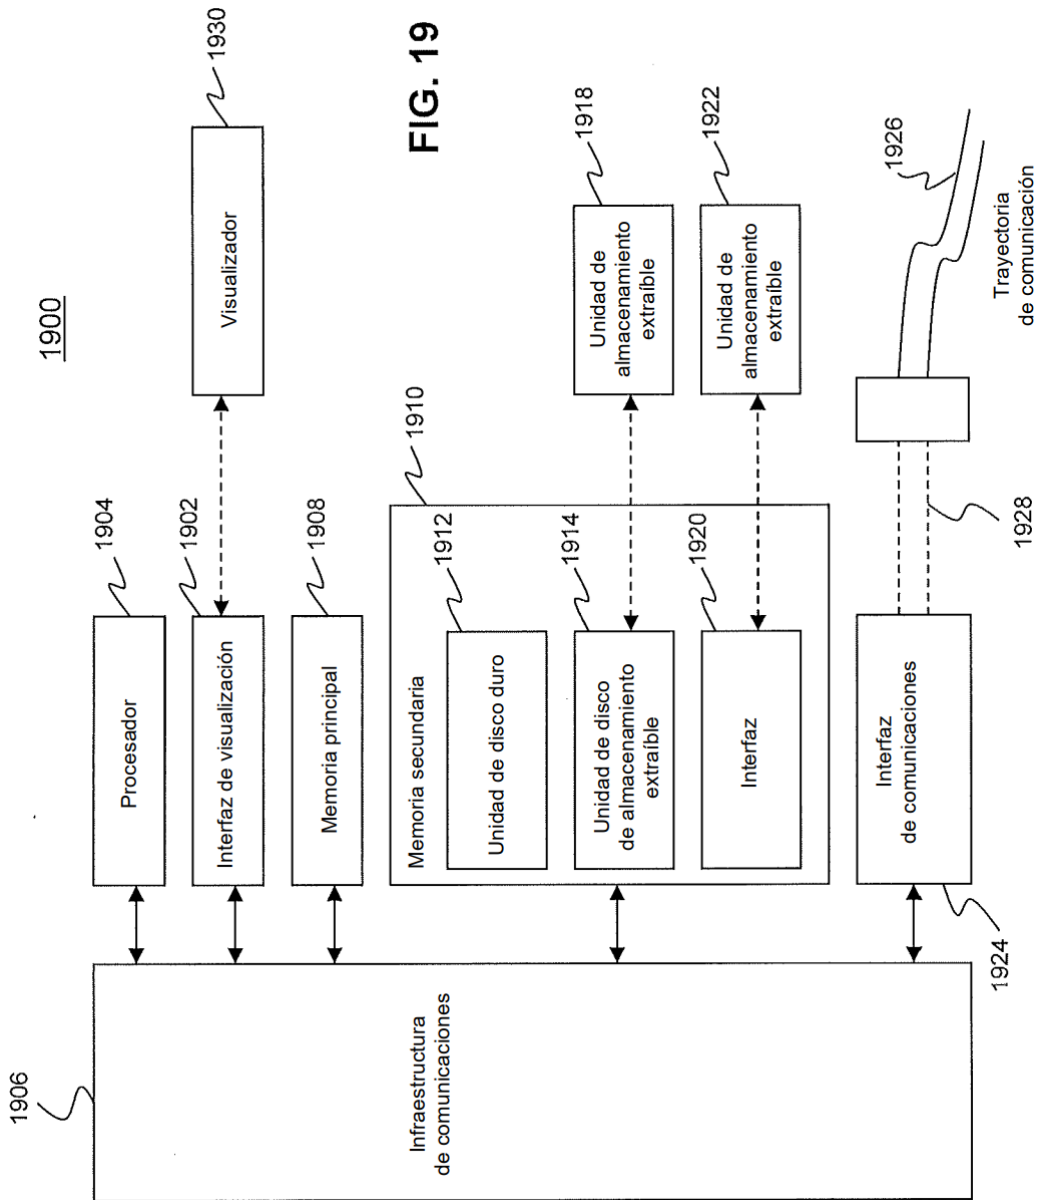 1900
FIG. 19
1906
Infraestructura
de comunicaciones
Procesador
1904
Interfaz de visualización
1902
Visualizador
1930
Memoria principal
1908
Memoria secundaria
1910
Unidad de disco duro
1912
Unidad de disco
de almacenamiento
extraíble
1914
Unidad de
almacenamiento
extraíble
1918
Interfaz
1920
Unidad de
almacenamiento
extraíble
1922
Interfaz
de comunicaciones
1924
1928
1926
Trayectoria
de comunicación